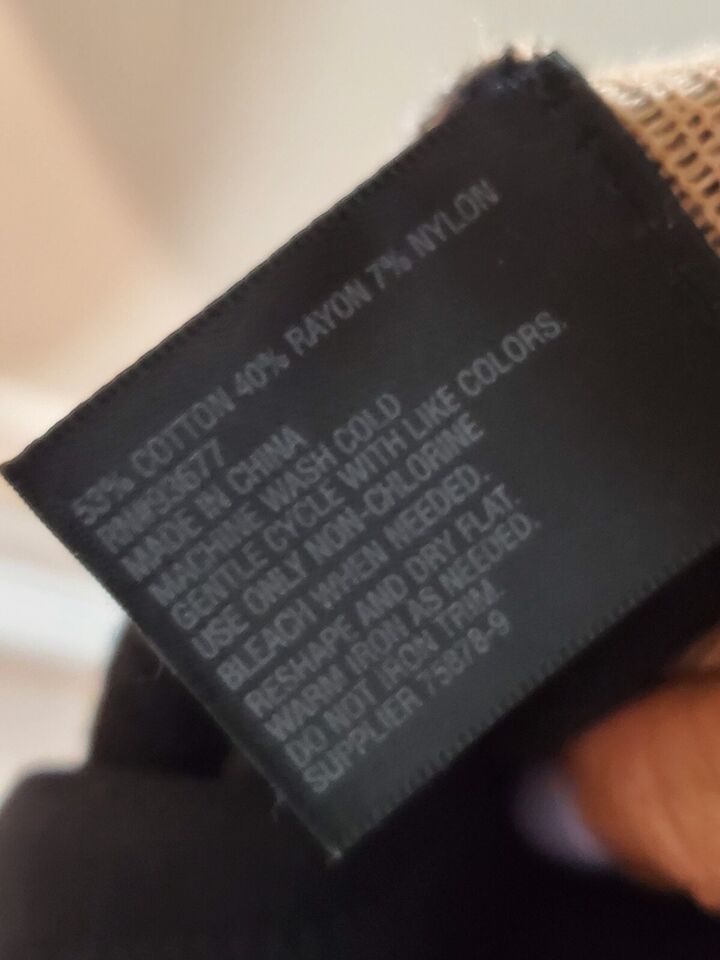 53% COTTON 40% RAYON 7% NYLON
RN#93677
MADE IN CHINA
MACHINE WASH COLD
GENTLE CYCLE WITH LIKE COLORS.
USE ONLY NON-CHLORINE
BLEACH WHEN NEEDED.
RESHAPE AND DRY FLAT.
WARM IRON AS NEEDED.
DO NOT IRON TRIM.
SUPPLIER 75878-9